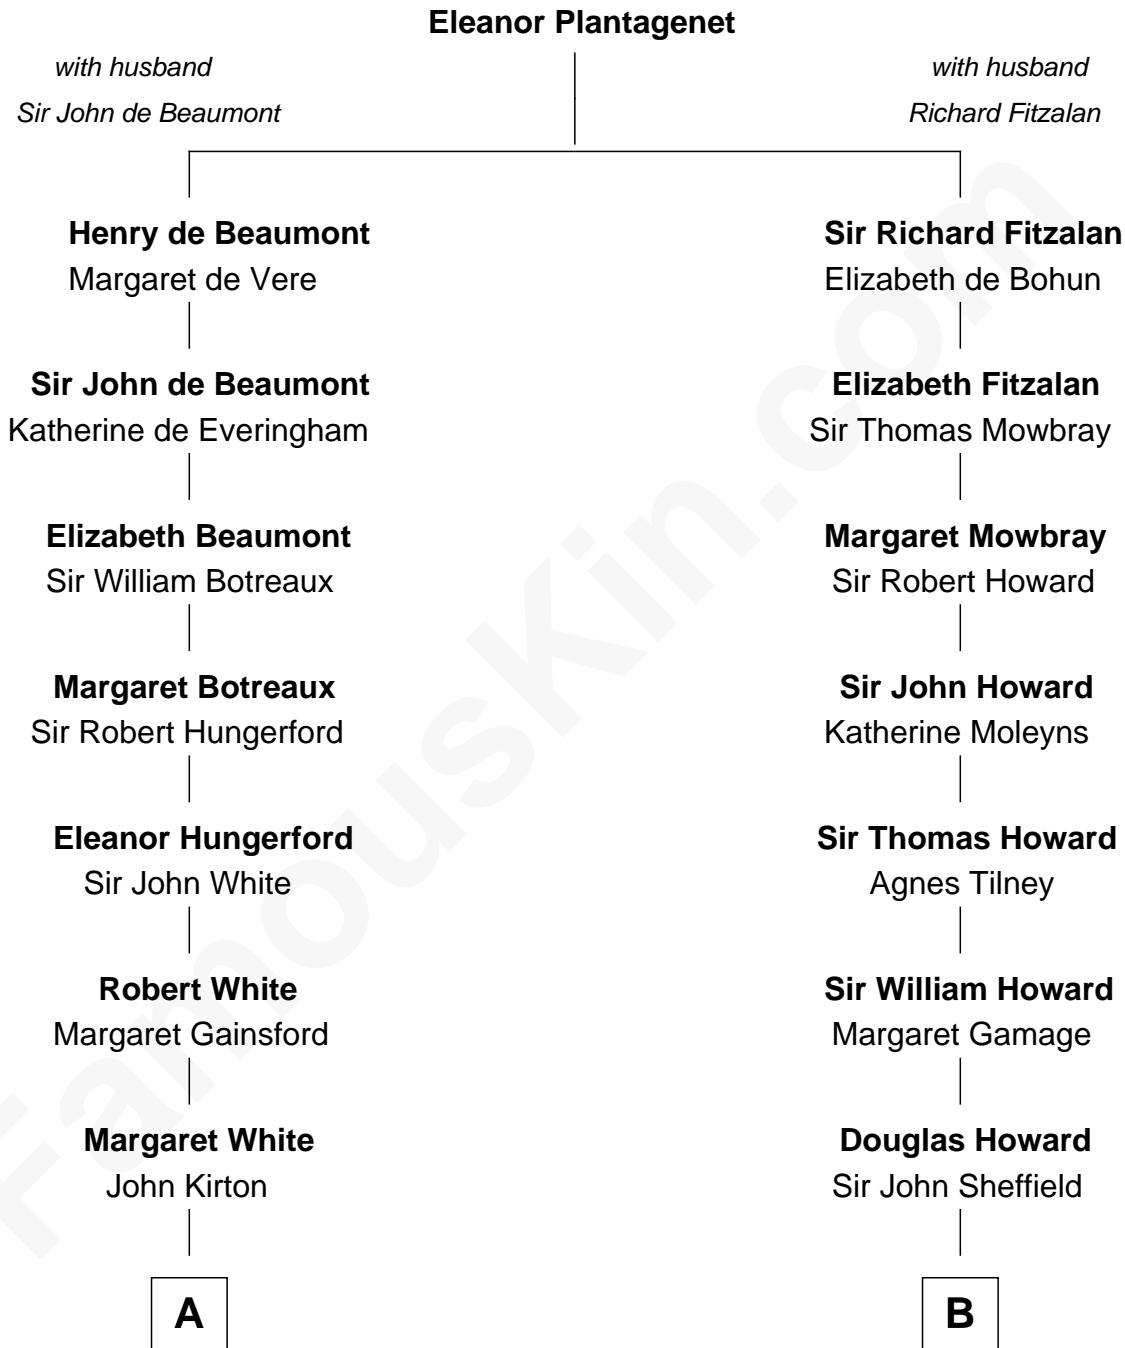 Eleanor Plantagenet
with husband
Sir John de Beaumont
with husband
Richard Fitzalan
Henry de Beaumont
Margaret de Vere
Sir Richard Fitzalan
Elizabeth de Bohun
Sir John de Beaumont
Katherine de Everingham
Elizabeth Fitzalan
Sir Thomas Mowbray
Elizabeth Beaumont
Sir William Botreaux
Margaret Mowbray
Sir Robert Howard
Margaret Botreaux
Sir Robert Hungerford
Sir John Howard
Katherine Moleyns
Eleanor Hungerford
Sir John White
Sir Thomas Howard
Agnes Tilney
Robert White
Margaret Gainsford
Sir William Howard
Margaret Gamage
Margaret White
John Kirton
Douglas Howard
Sir John Sheffield
A
B
FamousKin.com